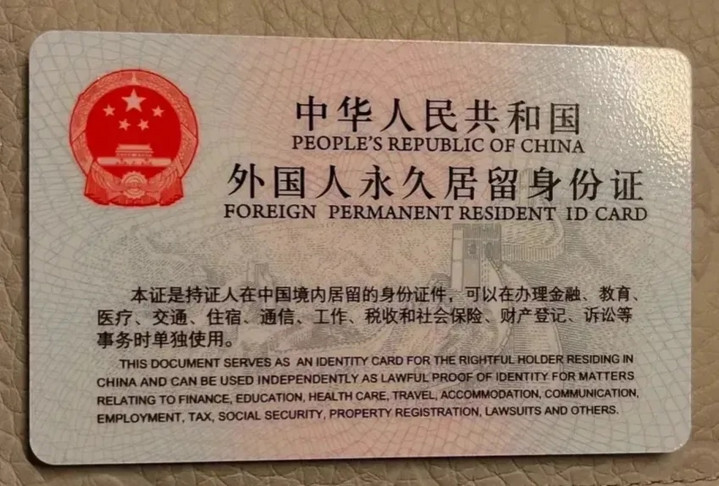 中华人民共和国
PEOPLE'S REPUBLIC OF CHINA
外国人永久居留身份证
FOREIGN PERMANENT RESIDENT ID CARD
本证是持证人在中国境内居留的身份证件，可以在办理金融、教育、
医疗、交通、住宿、通信、工作、税收和社会保险、财产登记、诉讼等
事务时单独使用。
THIS DOCUMENT SERVES AS AN IDENTITY CARD FOR THE RIGHTFUL HOLDER RESIDING IN
CHINA AND CAN BE USED INDEPENDENTLY AS LAWFUL PROOF OF IDENTITY FOR MATTERS
RELATING TO FINANCE, EDUCATION, HEALTH CARE, TRAVEL, ACCOMMODATION, COMMUNICATION,
EMPLOYMENT, TAX, SOCIAL SECURITY, PROPERTY REGISTRATION, LAWSUITS AND OTHERS.